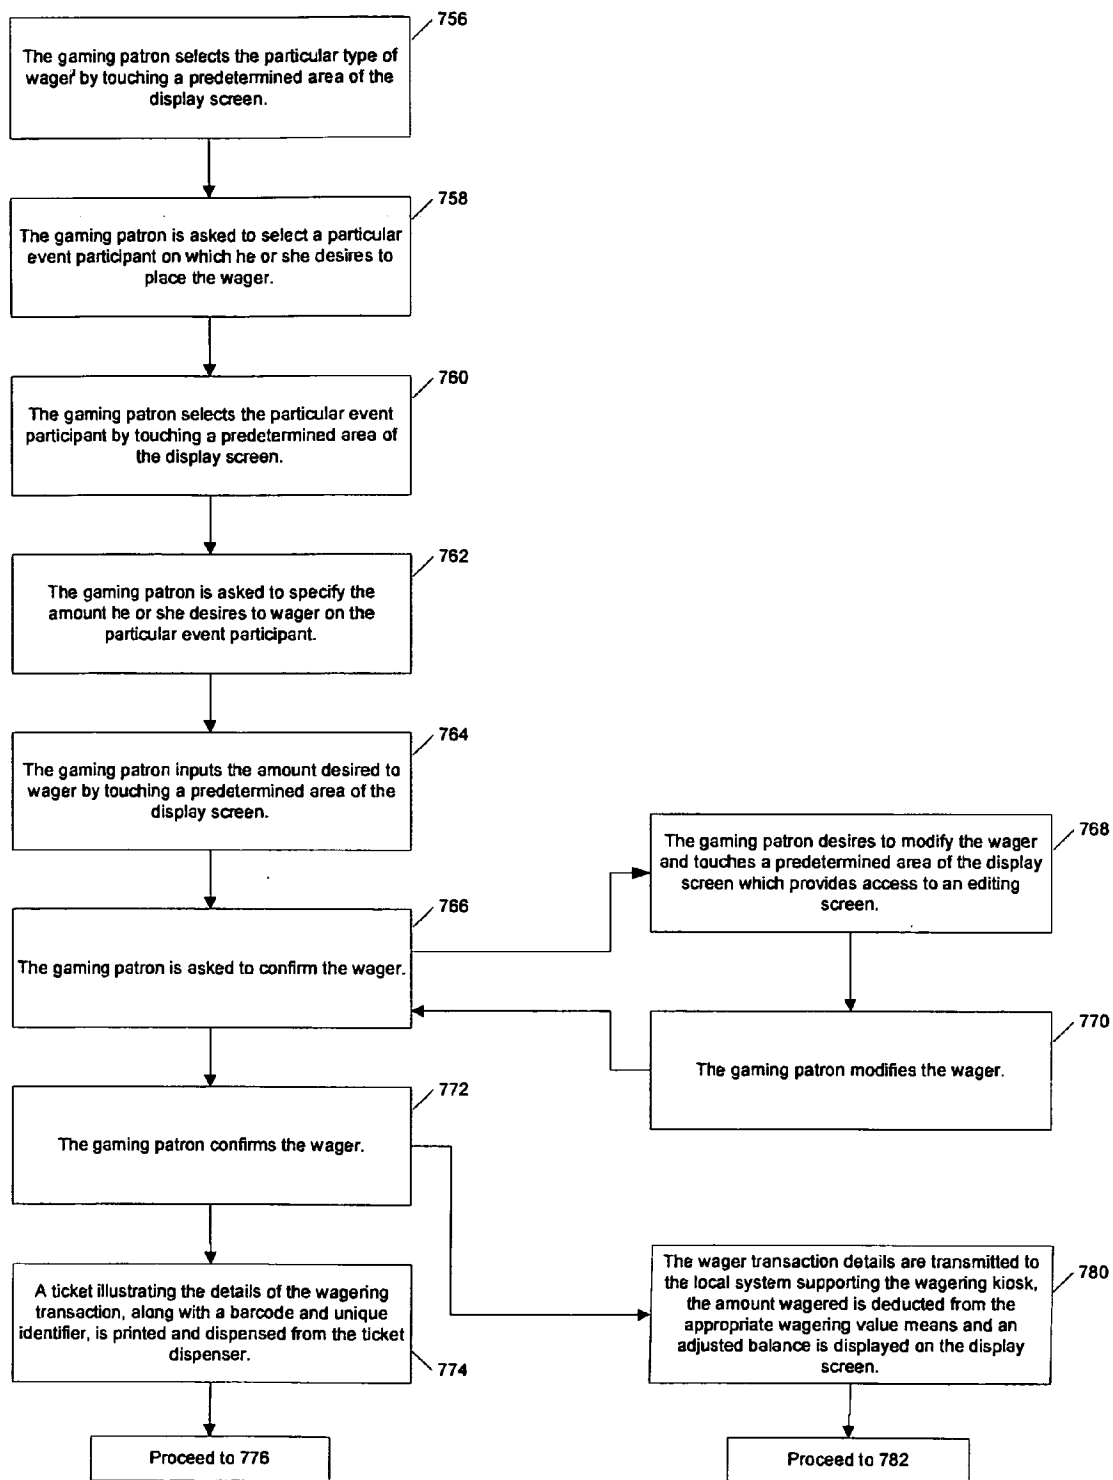 756
The gaming patron selects the particular type of
wager by touching a predetermined area of the
display screen.
758
The gaming patron is asked to select a particular
event participant on which he or she desires to
place the wager.
760
The gaming patron selects the particular event
participant by touching a predetermined area of
the display screen.
762
The gaming patron is asked to specify the
amount he or she desires to wager on the
particular event participant.
764
The gaming patron inputs the amount desired to
wager by touching a predetermined area of the
display screen.
768
The gaming patron desires to modify the wager
and touches a predetermined area of the display
screen which provides access to an editing
screen.
766
The gaming patron is asked to confirm the wager.
770
The gaming patron modifies the wager.
772
The gaming patron confirms the wager.
A ticket illustrating the details of the wagering
transaction, along with a barcode and unique
identifier, is printed and dispensed from the ticket
dispenser.
774
The wager transaction details are transmitted to
the local system supporting the wagering kiosk,
the amount wagered is deducted from the
appropriate wagering value means and an
adjusted balance is displayed on the display
screen.
780
Proceed to 776
Proceed to 782